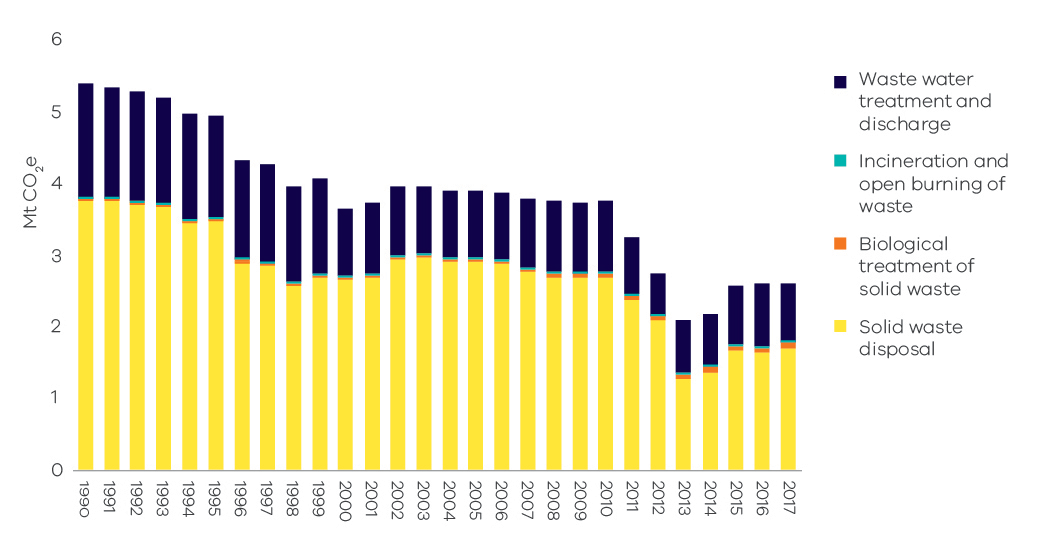 6
5
4
3
2
1
0
Mt CO₂e
1990
1991
1992
1993
1994
1995
1996
1997
1998
1999
2000
2001
2002
2003
2004
2005
2006
2007
2008
2009
2010
2011
2012
2013
2014
2015
2016
2017
Waste water
treatment and
discharge
Incineration and
open burning of
waste
Biological
treatment of
solid waste
Solid waste
disposal